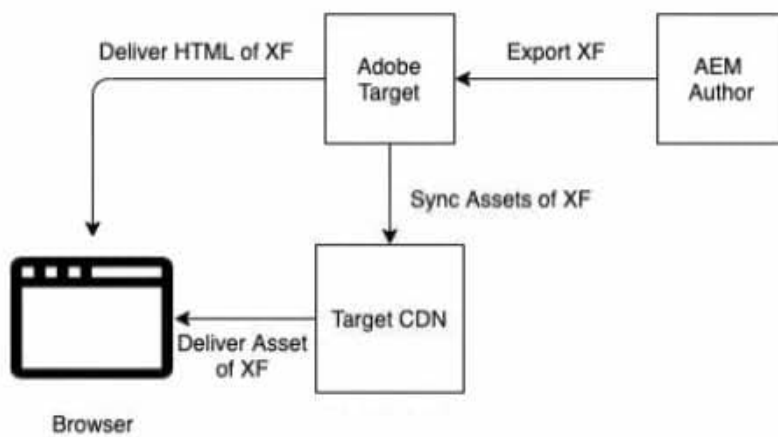 Deliver HTML of XF
Adobe
Target
Export XF
AEM
Author
Sync Assets of XF
Target CDN
Deliver Asset
of XF
Browser